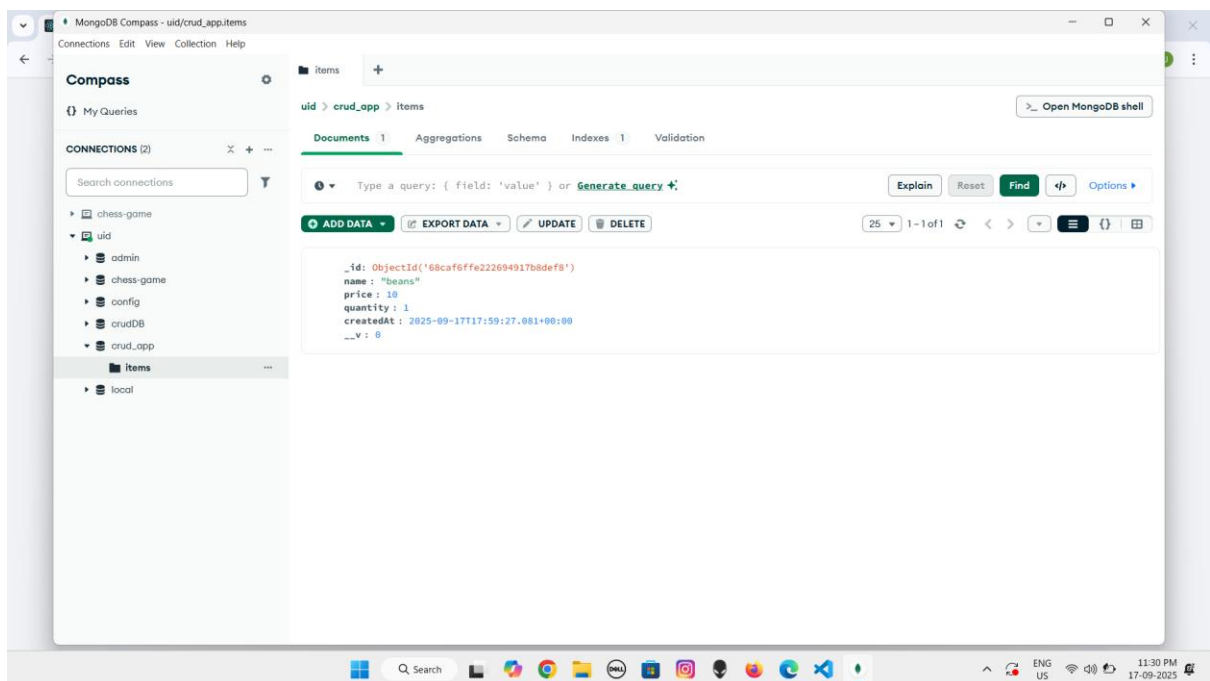 MongoDB Compass - uid/crud_app.items
Connections Edit View Collection Help
Compass
{} My Queries
CONNECTIONS (2)
Search connections
chess-game
uid
admin
chess-game
config
crudDB
crud_app
items
local
items
uid > crud_app > items
>_ Open MongoDB shell
Documents 1 Aggregations Schema Indexes 1 Validation
Type a query: { field: 'value' } or Generate query
Explain Reset Find </> Options
ADD DATA EXPORT DATA UPDATE DELETE
25 1-1 of 1 {}
_id: ObjectId('68caf6ffe222694917b8def8')
name : "beans"
price : 10
quantity : 1
createdAt : 2025-09-17T17:59:27.081+00:00
__v : 0
Search
DELL
ENG
US
11:30 PM
17-09-2025